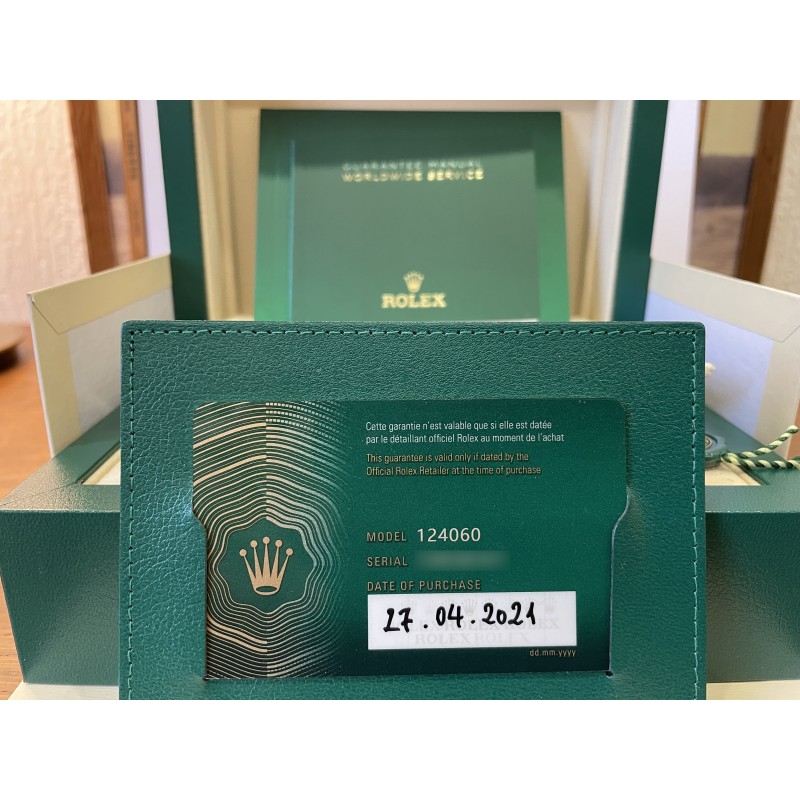 GUARANTEE MANUAL
WORLDWIDE SERVICE
ROLEX
Cette garantie n'est valable que si elle est datée
par le détaillant officiel Rolex au moment de l'achat
This guarantee is valid only if dated by the
Official Rolex Retailer at the time of purchase
MODEL 124060
SERIAL
DATE OF PURCHASE
27.04.2021
ROLEX ROLEX
dd.mm.yyyy